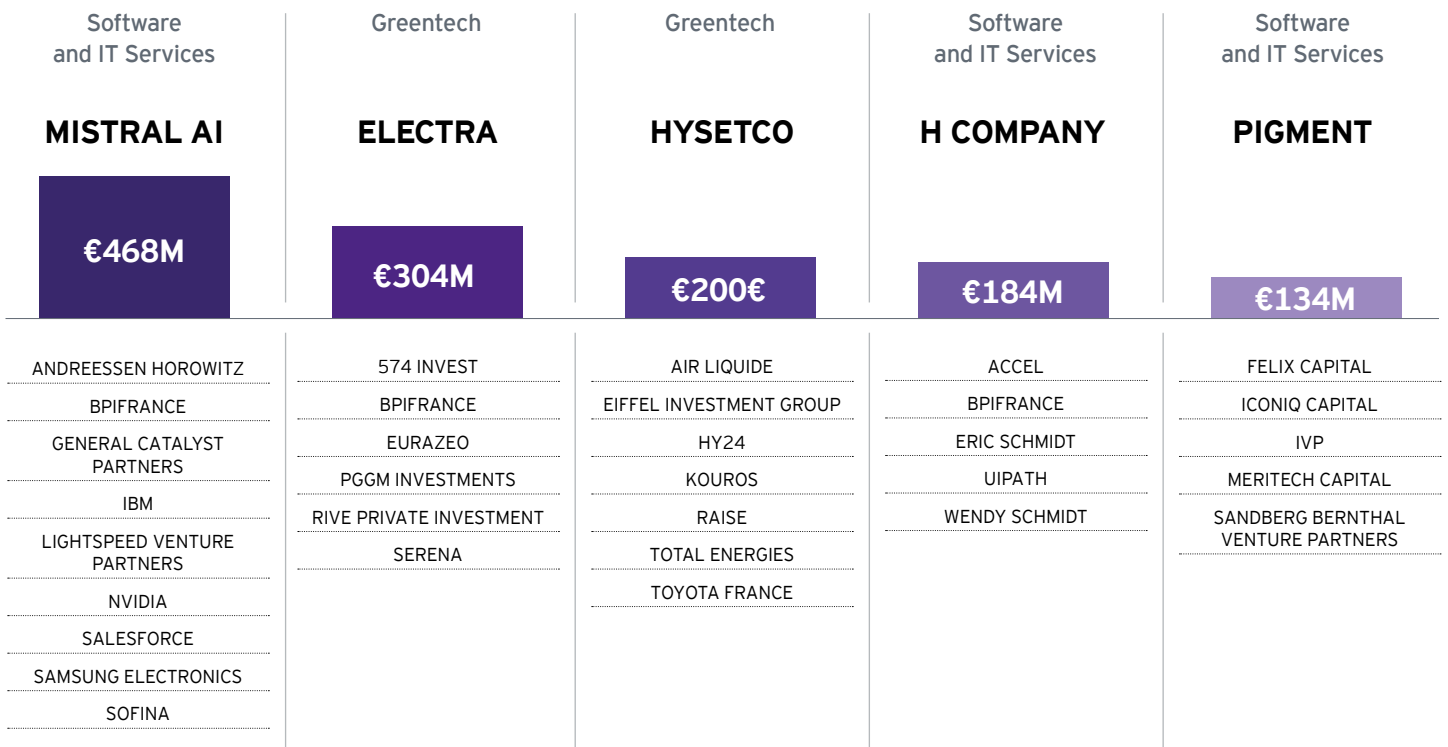 Software
and IT Services
MISTRAL AI
€468M
ANDREESSEN HOROWITZ
BPIFRANCE
GENERAL CATALYST
PARTNERS
IBM
LIGHTSPEED VENTURE
PARTNERS
NVIDIA
SALESFORCE
SAMSUNG ELECTRONICS
SOFINA
Greentech
ELECTRA
€304M
574 INVEST
BPIFRANCE
EURAZEO
PGGM INVESTMENTS
RIVE PRIVATE INVESTMENT
SERENA
Greentech
HYSETCO
€200€
AIR LIQUIDE
EIFFEL INVESTMENT GROUP
HY24
KOUROS
RAISE
TOTAL ENERGIES
TOYOTA FRANCE
Software
and IT Services
H COMPANY
€184M
ACCEL
BPIFRANCE
ERIC SCHMIDT
UIPATH
WENDY SCHMIDT
Software
and IT Services
PIGMENT
€134M
FELIX CAPITAL
ICONIQ CAPITAL
IVP
MERITECH CAPITAL
SANDBERG BERNTHAL
VENTURE PARTNERS